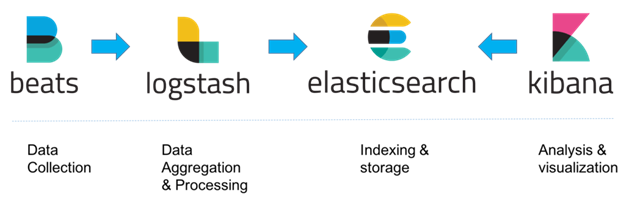 beats
logstash
elasticsearch
kibana
Data
Collection
Data
Aggregation
& Processing
Indexing &
storage
Analysis &
visualization